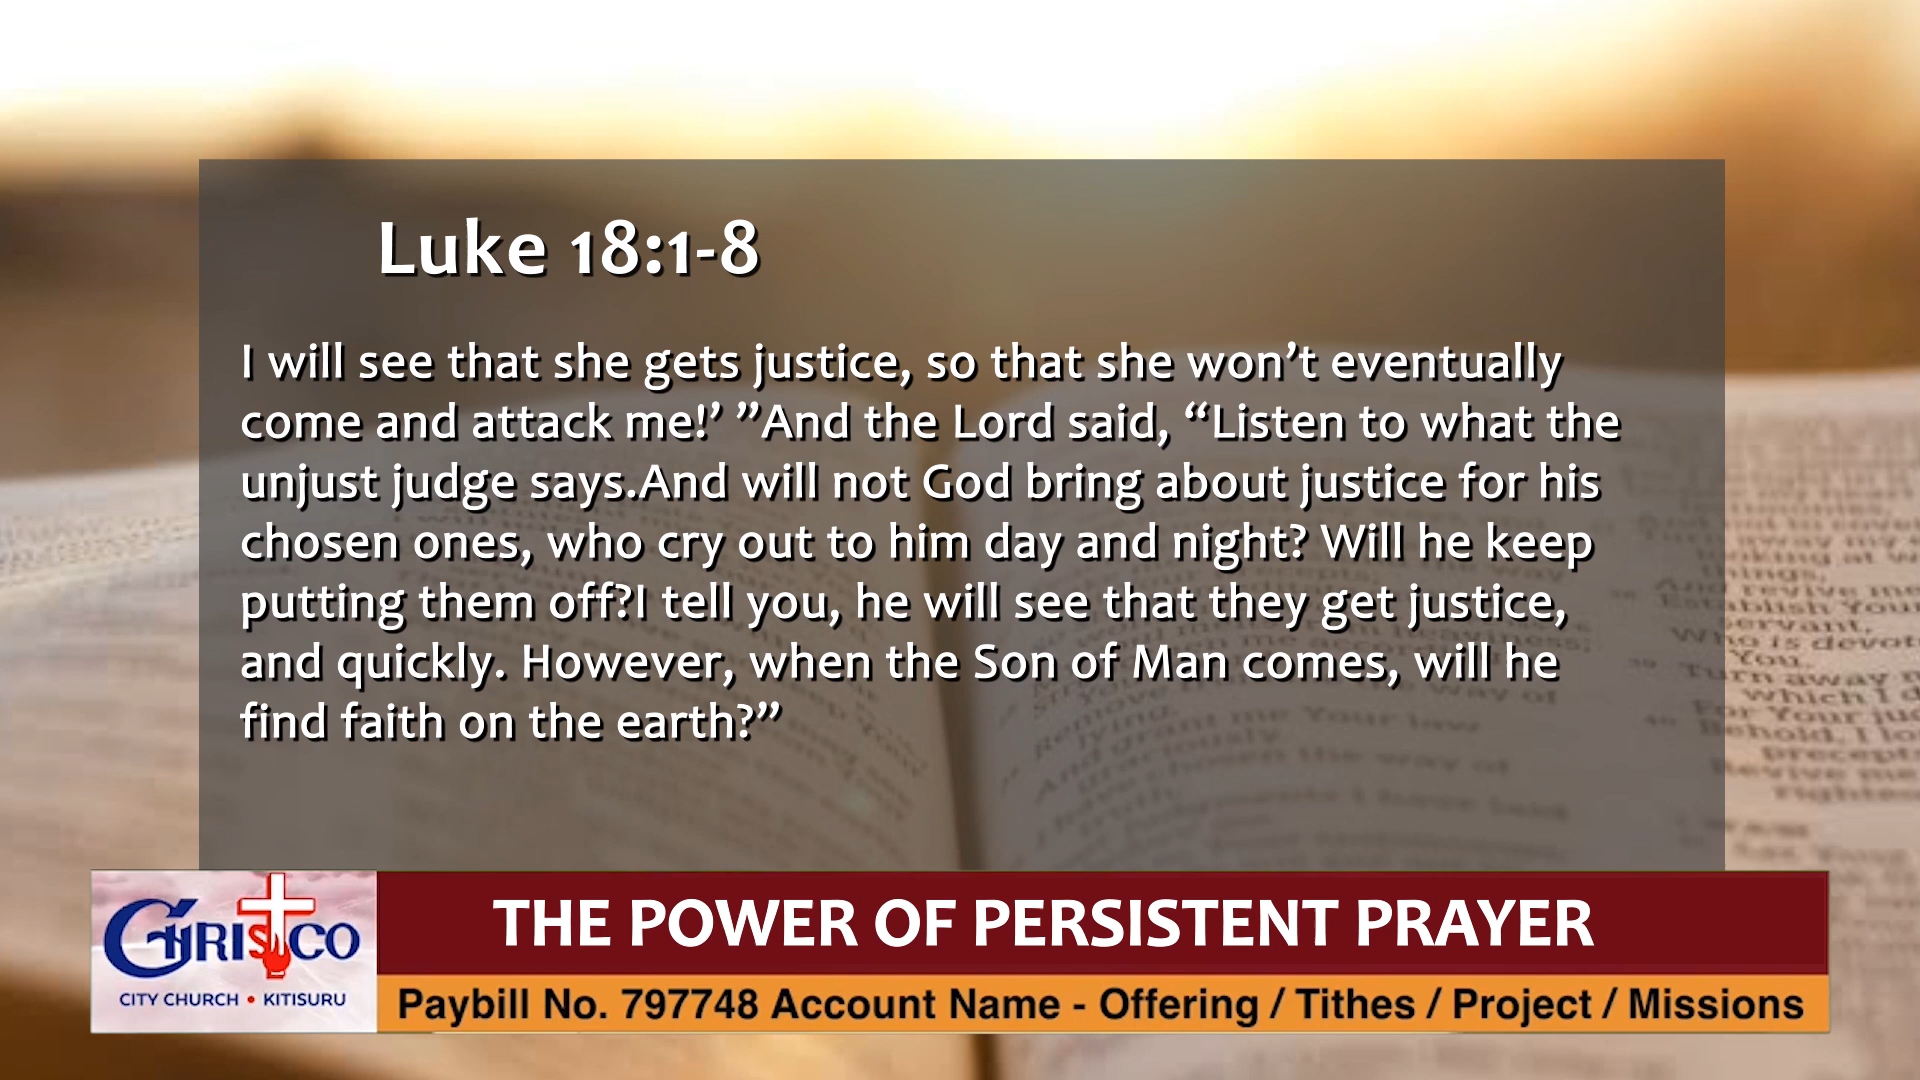 Luke 18:1-8
I will see that she gets justice, so that she won’t eventually
come and attack me!’ ”And the Lord said, “Listen to what the
unjust judge says.And will not God bring about justice for his
chosen ones, who cry out to him day and night? Will he keep
putting them off?I tell you, he will see that they get justice,
and quickly. However, when the Son of Man comes, will he
find faith on the earth?”
CHRISCO
CITY CHURCH • KITISURU
THE POWER OF PERSISTENT PRAYER
Paybill No. 797748 Account Name - Offering / Tithes / Project / Missions